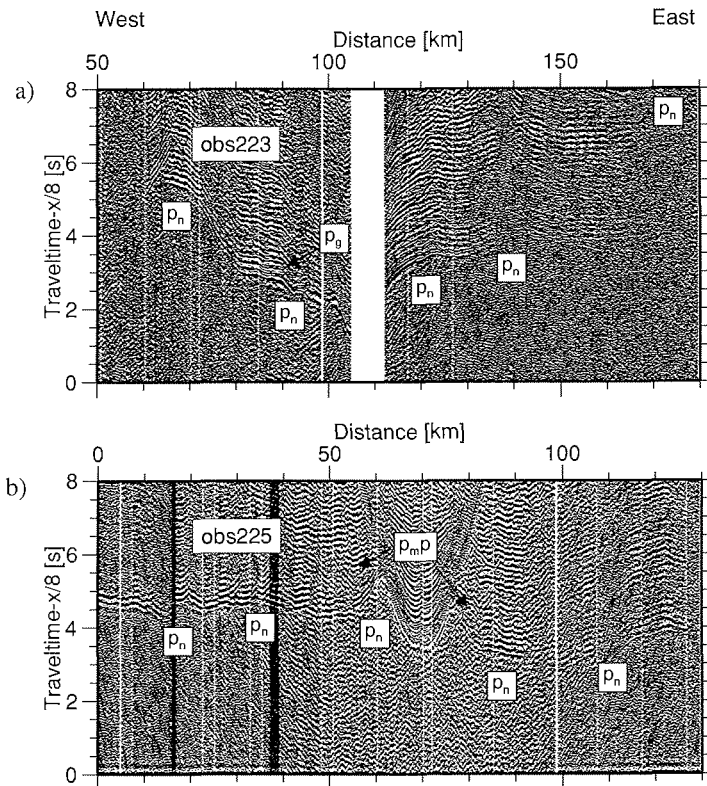 West East
Distance [km]
50 100 150
a)
8
6
4
2
0
Traveltime-x/8 [s]
obs223
pn
pn
pg
pn
pn
pn
Distance [km]
0 50 100
b)
8
6
4
2
0
Traveltime-x/8 [s]
obs225
pmp
pn
pn
pn
pn
pn